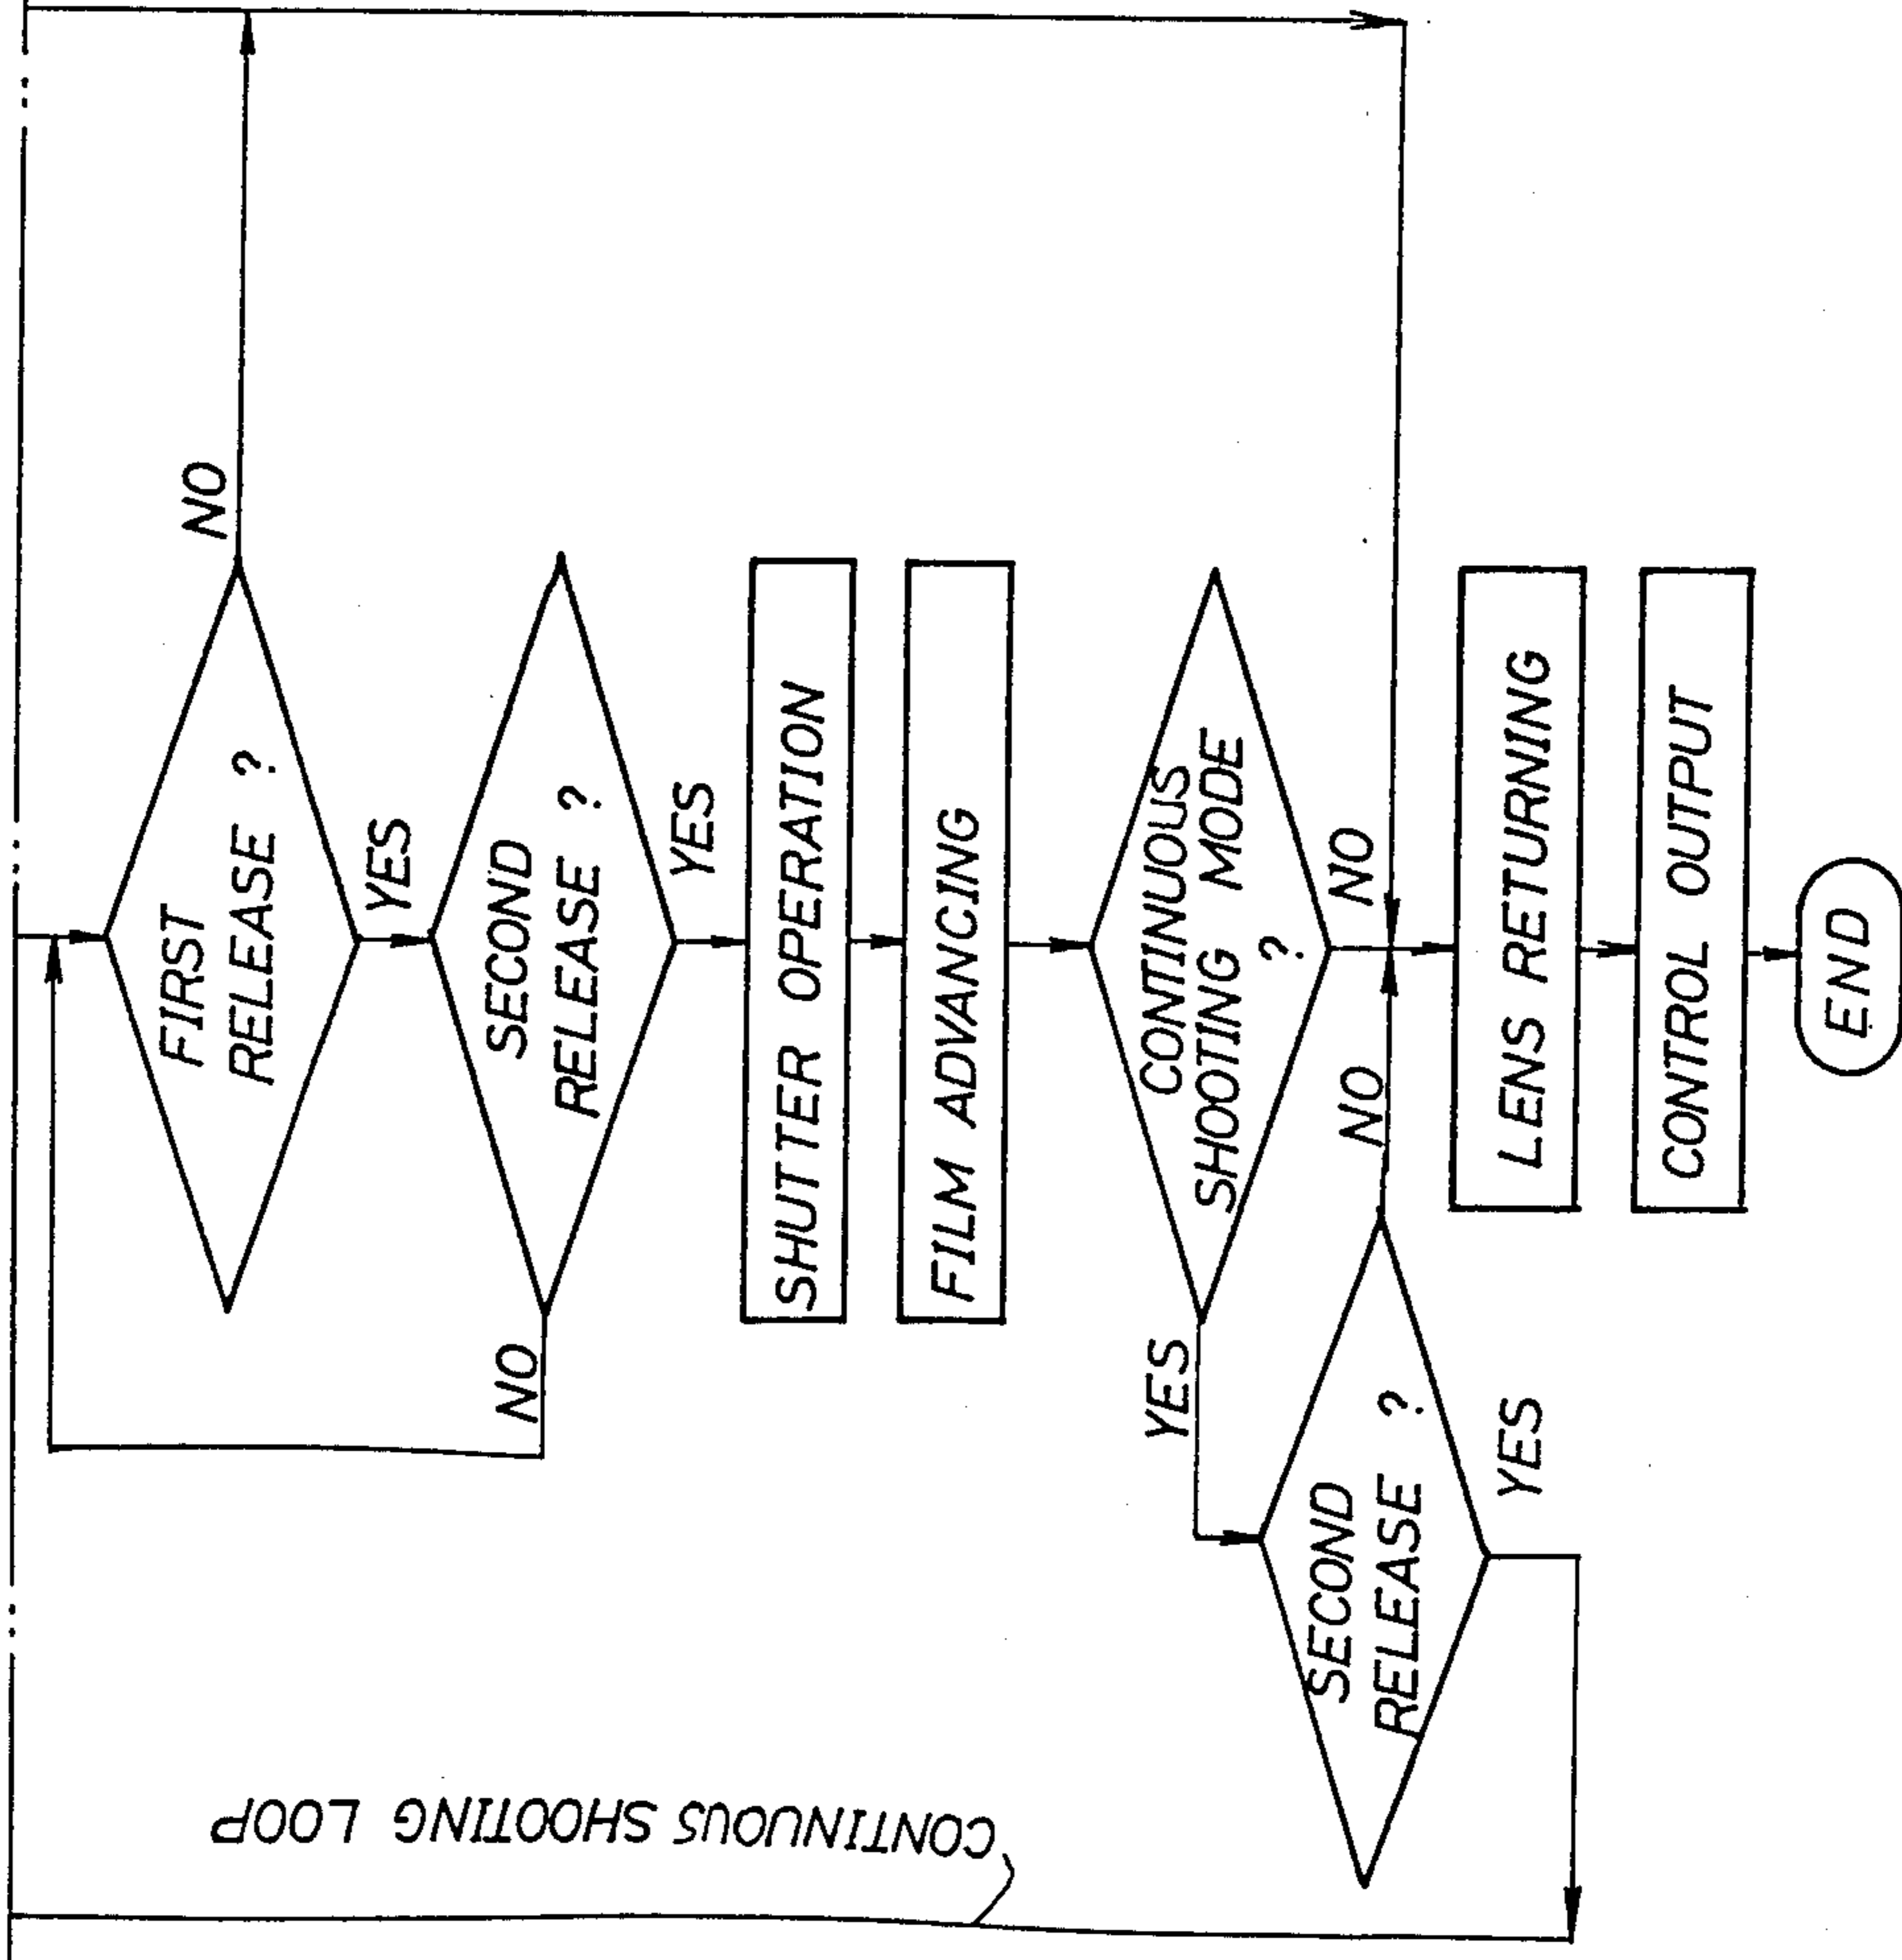 FIRST
RELEASE ?
NO
YES
SECOND
RELEASE ?
NO
YES
SHUTTER OPERATION
FILM ADVANCING
CONTINUOUS
SHOOTING MODE
?
YES
NO
SECOND
RELEASE ?
NO
YES
CONTINUOUS SHOOTING LOOP
LENS RETURNING
CONTROL OUTPUT
END